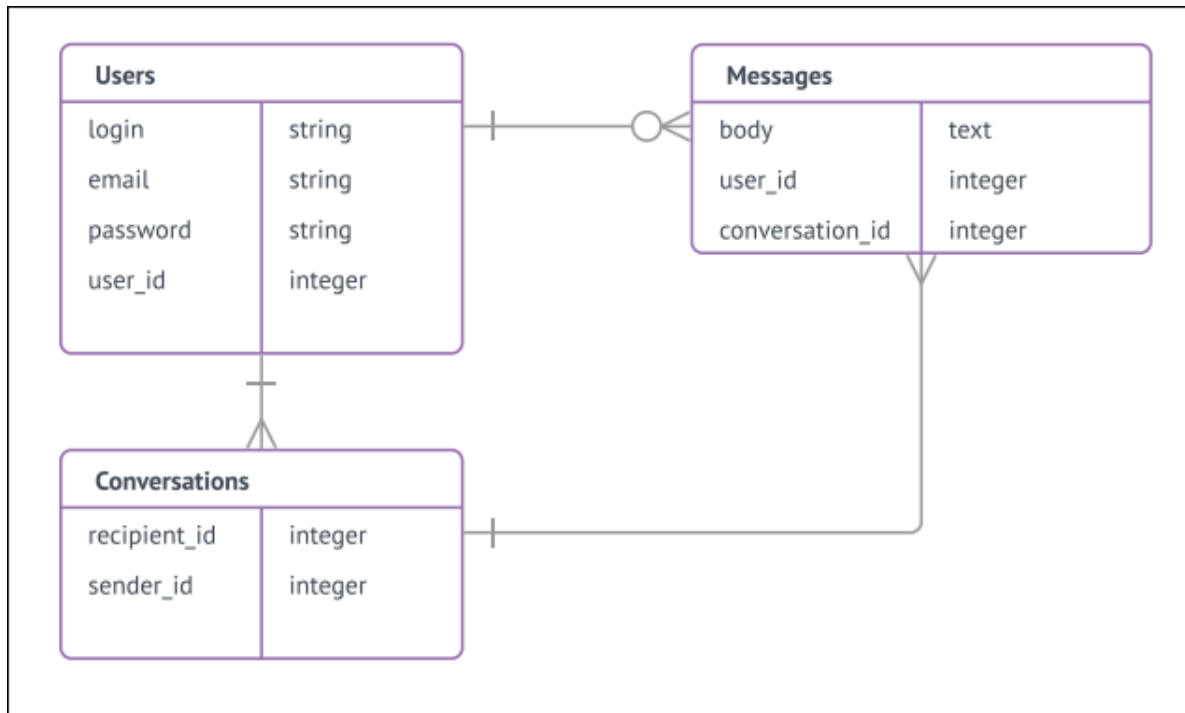 Users
login string
email string
password string
user_id integer
Messages
body text
user_id integer
conversation_id integer
Conversations
recipient_id integer
sender_id integer